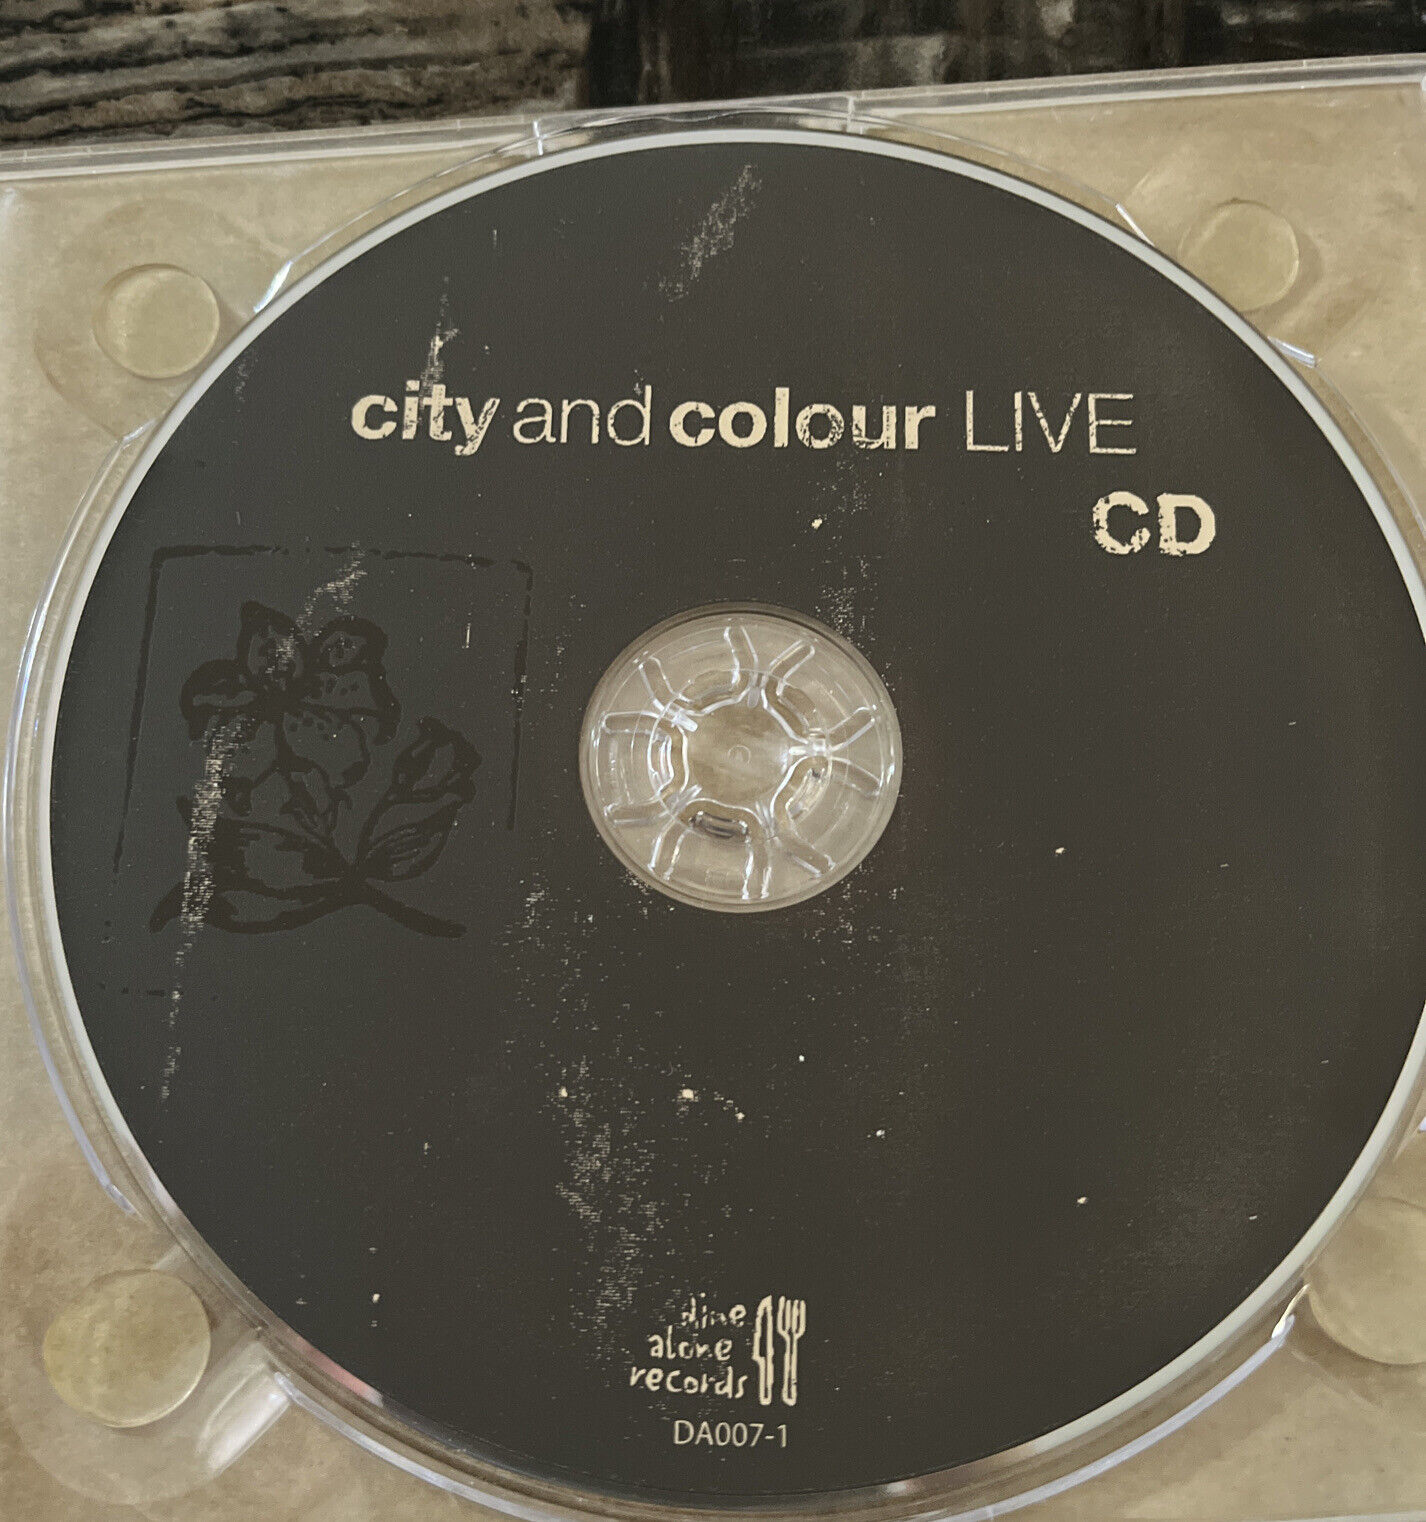 city and colour LIVE
CD
dine
alone
records
DA007-1